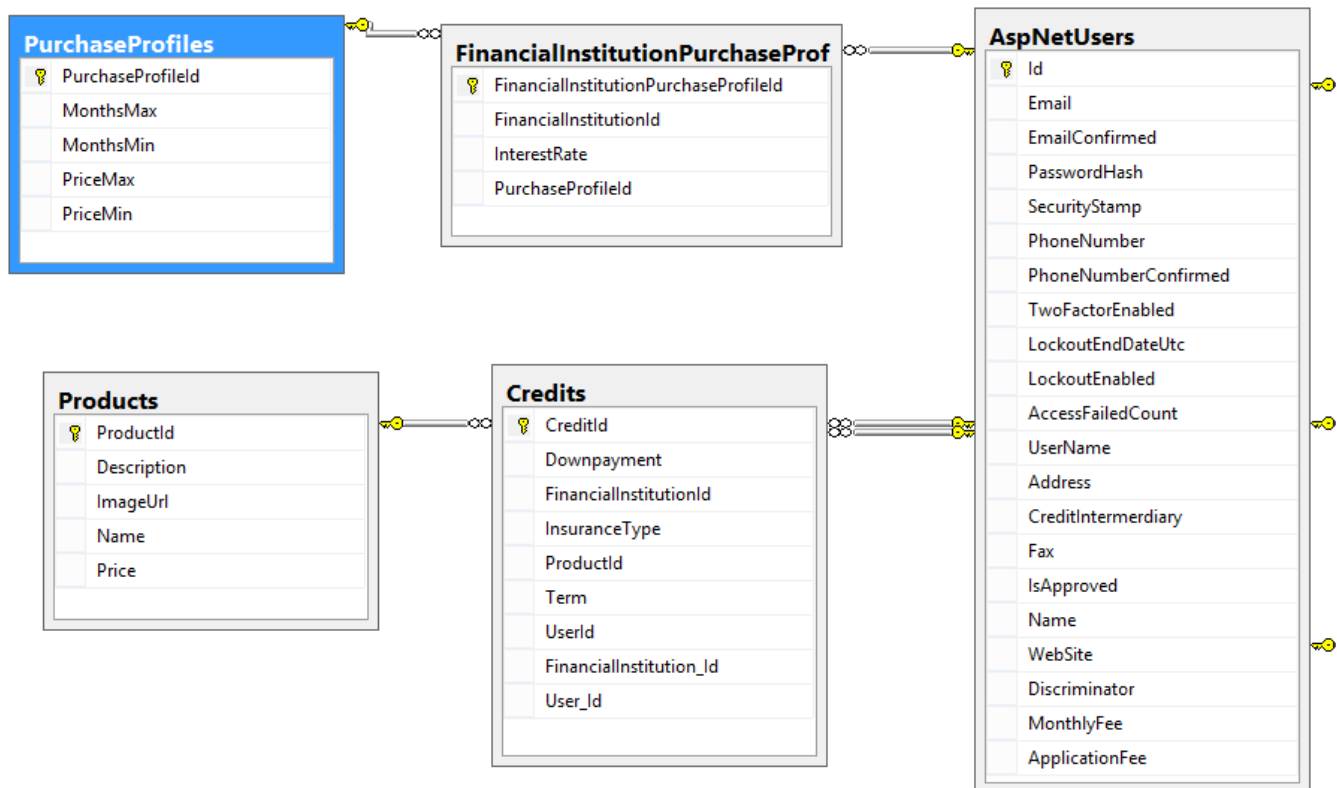 PurchaseProfiles
PurchaseProfileId
MonthsMax
MonthsMin
PriceMax
PriceMin
FinancialInstitutionPurchaseProf
FinancialInstitutionPurchaseProfileId
FinancialInstitutionId
InterestRate
PurchaseProfileId
AspNetUsers
Id
Email
EmailConfirmed
PasswordHash
SecurityStamp
PhoneNumber
PhoneNumberConfirmed
TwoFactorEnabled
LockoutEndDateUtc
LockoutEnabled
AccessFailedCount
UserName
Address
CreditIntermerdiary
Fax
IsApproved
Name
WebSite
Discriminator
MonthlyFee
ApplicationFee
Products
ProductId
Description
ImageUrl
Name
Price
Credits
CreditId
Downpayment
FinancialInstitutionId
InsuranceType
ProductId
Term
UserId
FinancialInstitution_Id
User_Id